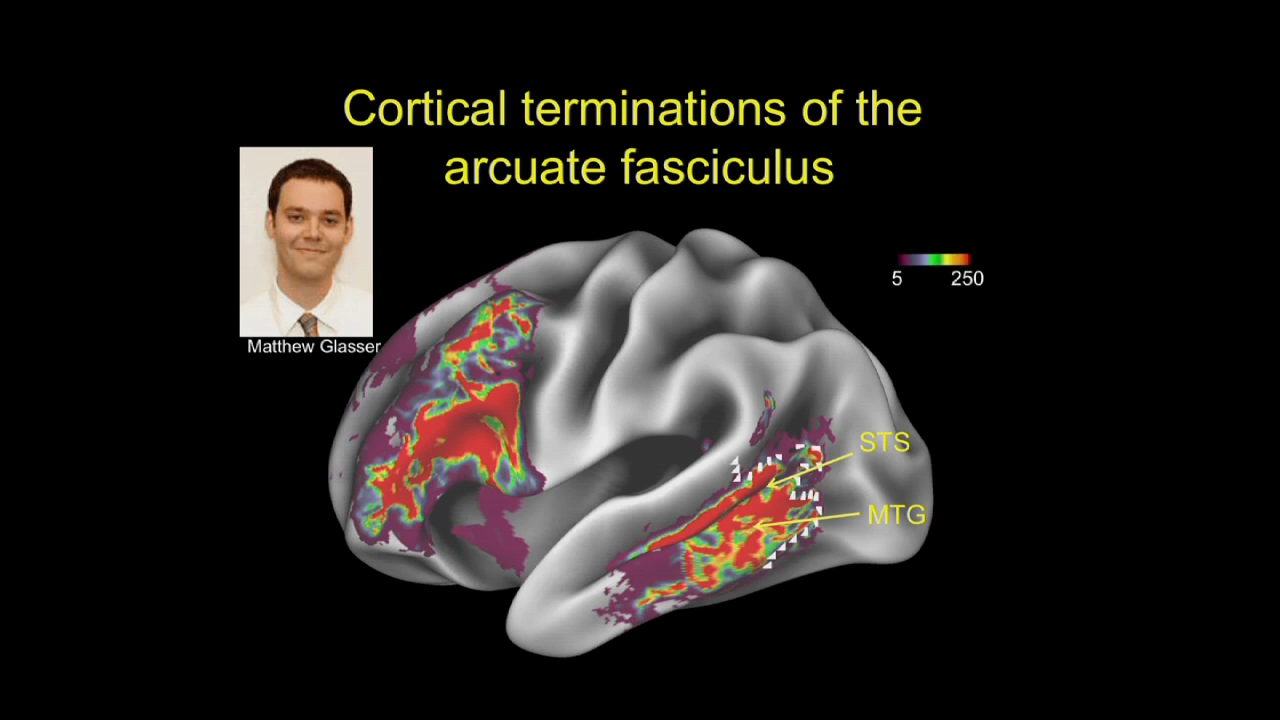 Cortical terminations of the
arcuate fasciculus
Matthew Glasser
5 250
STS
MTG